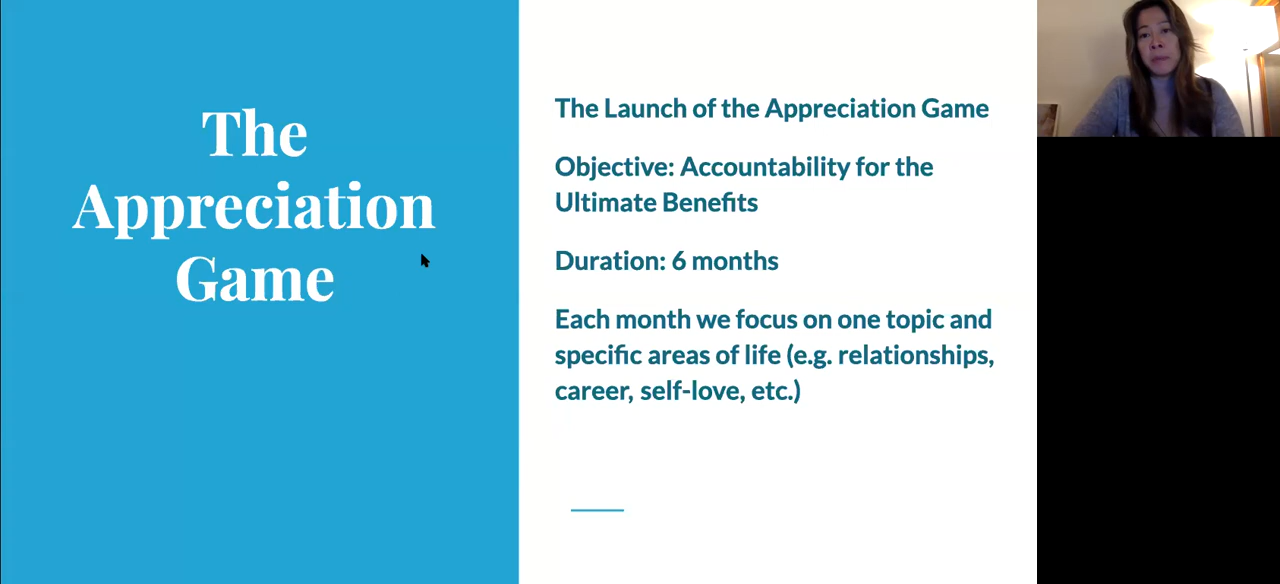 The
Appreciation
Game
The Launch of the Appreciation Game
Objective: Accountability for the
Ultimate Benefits
Duration: 6 months
Each month we focus on one topic and
specific areas of life (e.g. relationships,
career, self-love, etc.)